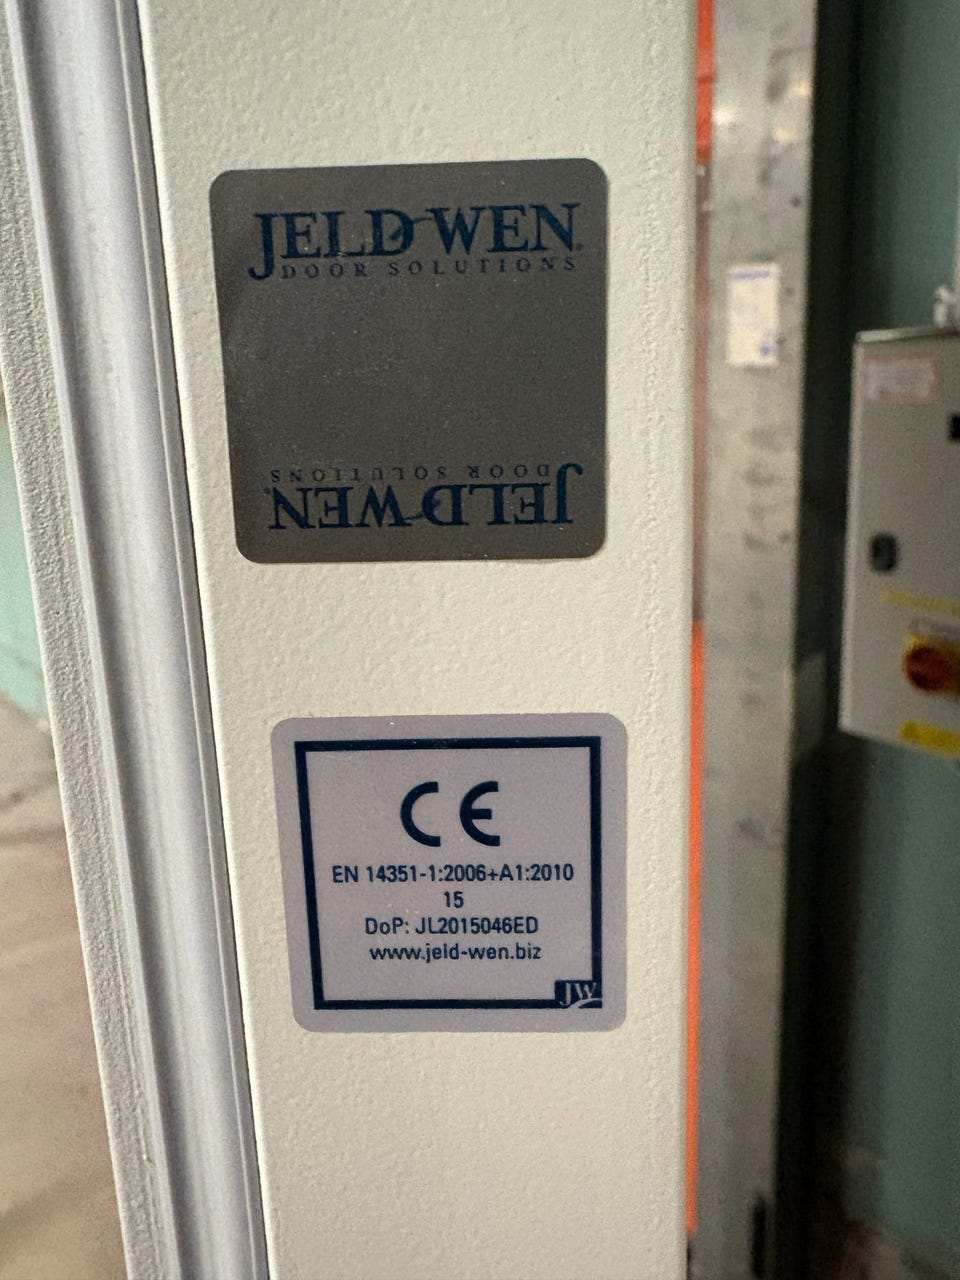 JELD-WEN®
DOOR SOLUTIONS
DOOR SOLUTIONS
JELD-WEN®
CE
EN 14351-1:2006+A1:2010
15
DoP: JL2015046ED
www.jeld-wen.biz
JW